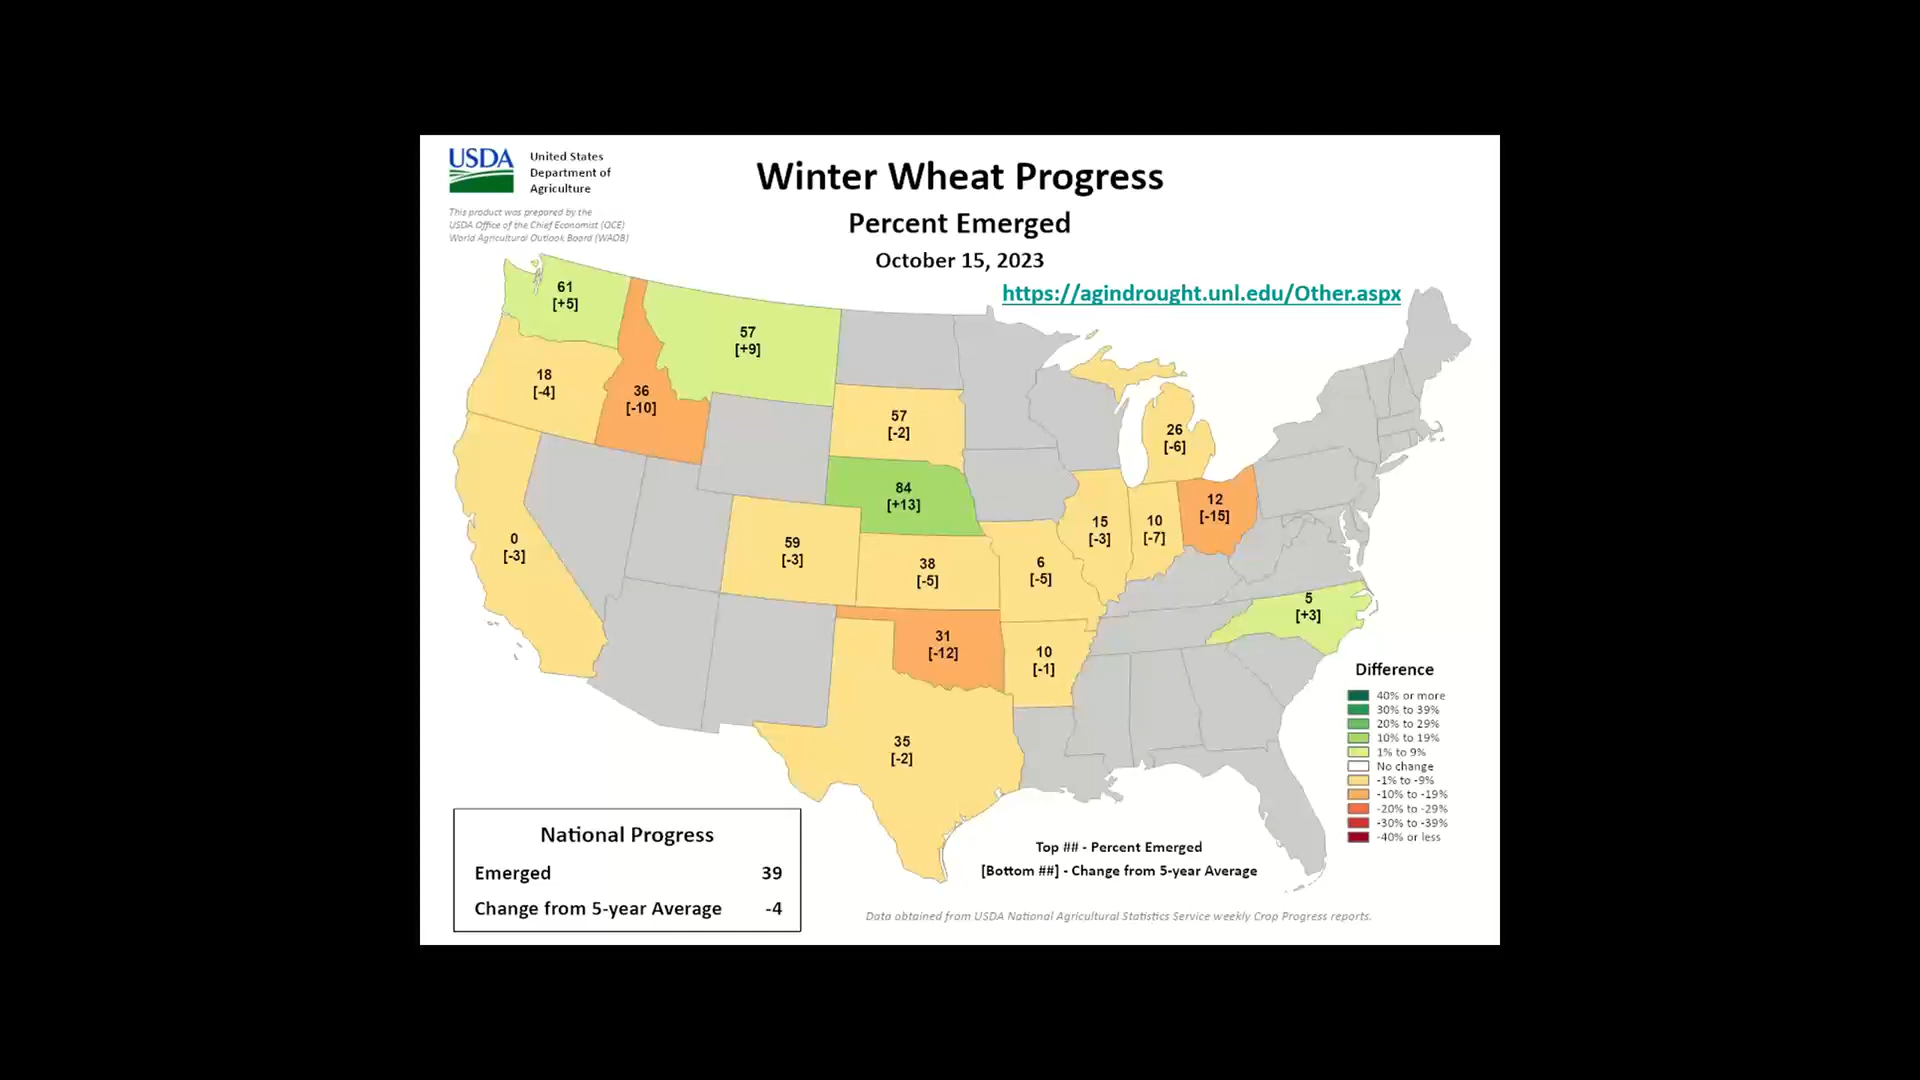 USDA
United States
Department of
Agriculture
This product was prepared by the
USDA Office of the Chief Economist (OCE)
World Agricultural Outlook Board (WAOB)
Winter Wheat Progress
Percent Emerged
October 15, 2023
https://agindrought.unl.edu/Other.aspx
61
[+5]
57
[+9]
18
[-4]
36
[-10]
57
[-2]
26
[-6]
84
[+13]
12
[-15]
15
[-3]
10
[-7]
0
[-3]
59
[-3]
38
[-5]
6
[-5]
5
[+3]
31
[-12]
10
[-1]
35
[-2]
Difference
40% or more
30% to 39%
20% to 29%
10% to 19%
1% to 9%
No change
-1% to -9%
-10% to -19%
-20% to -29%
-30% to -39%
-40% or less
National Progress
Emerged 39
Change from 5-year Average -4
Top ## - Percent Emerged
[Bottom ##] - Change from 5-year Average
Data obtained from USDA National Agricultural Statistics Service weekly Crop Progress reports.